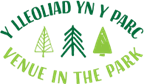 Y LLEOLIAD YN Y PARC
VENUE IN THE PARK